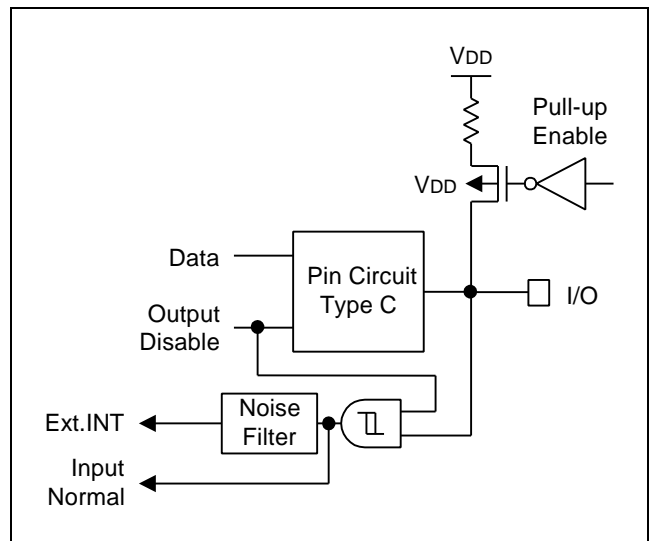 VDD
Pull-up
Enable
VDD
Data
Pin Circuit
Type C
I/O
Output
Disable
Ext.INT
Noise
Filter
Input
Normal